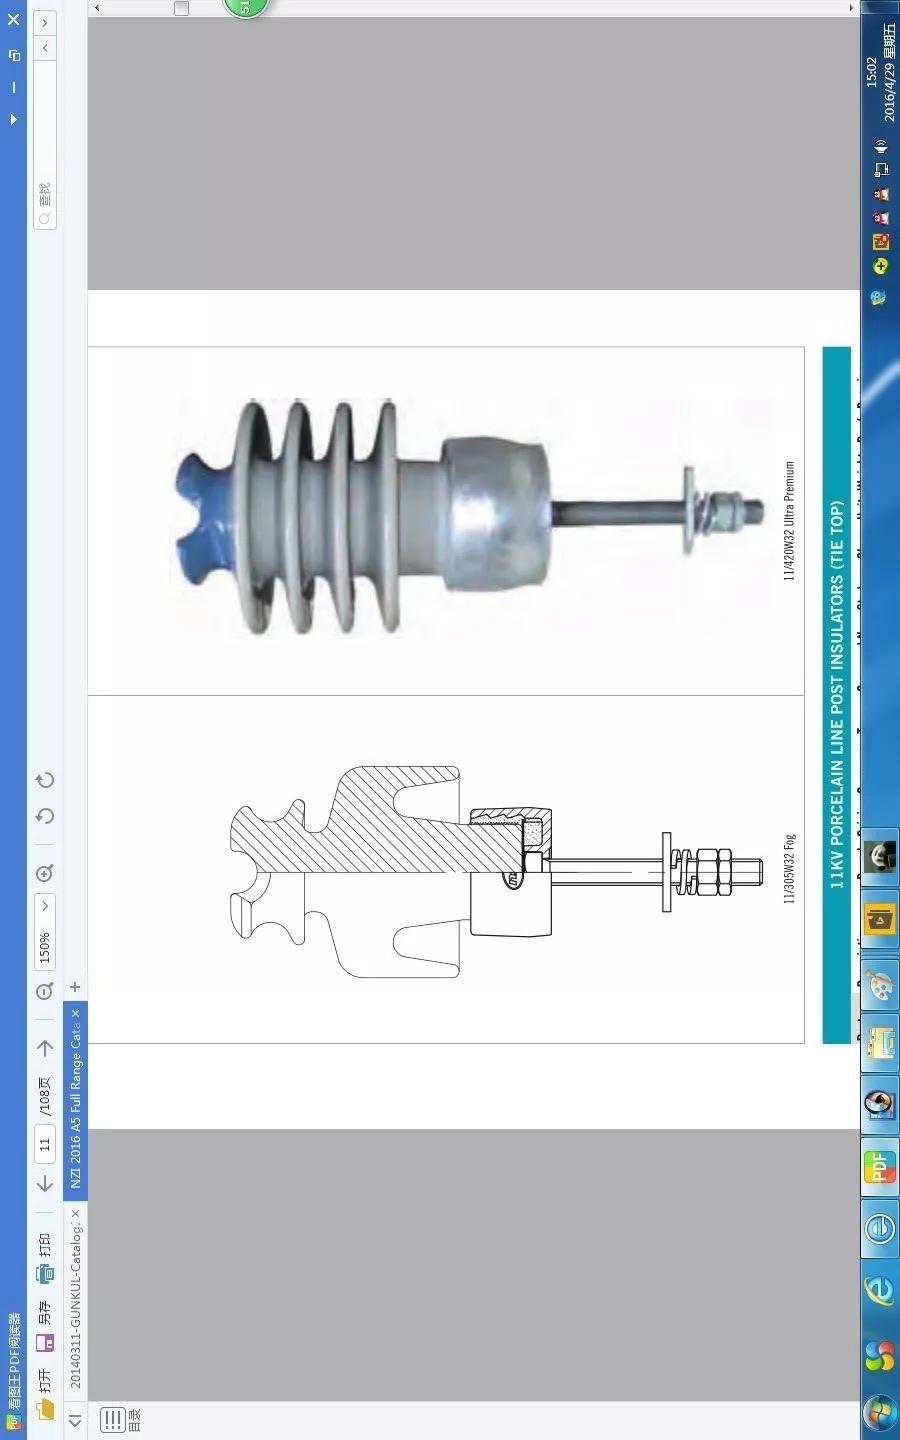 看图王PDF阅读器
打开
另存
打印
11
/108页
150%
查找
20140311-GUNKUL-Catalog
NZI 2016 A5 Full Range Cata
目录
51
11/305W32 Fog
11/420W32 Ultra Premium
11KV PORCELAIN LINE POST INSULATORS (TIE TOP)
PDF
15:02
2016/4/29 星期五